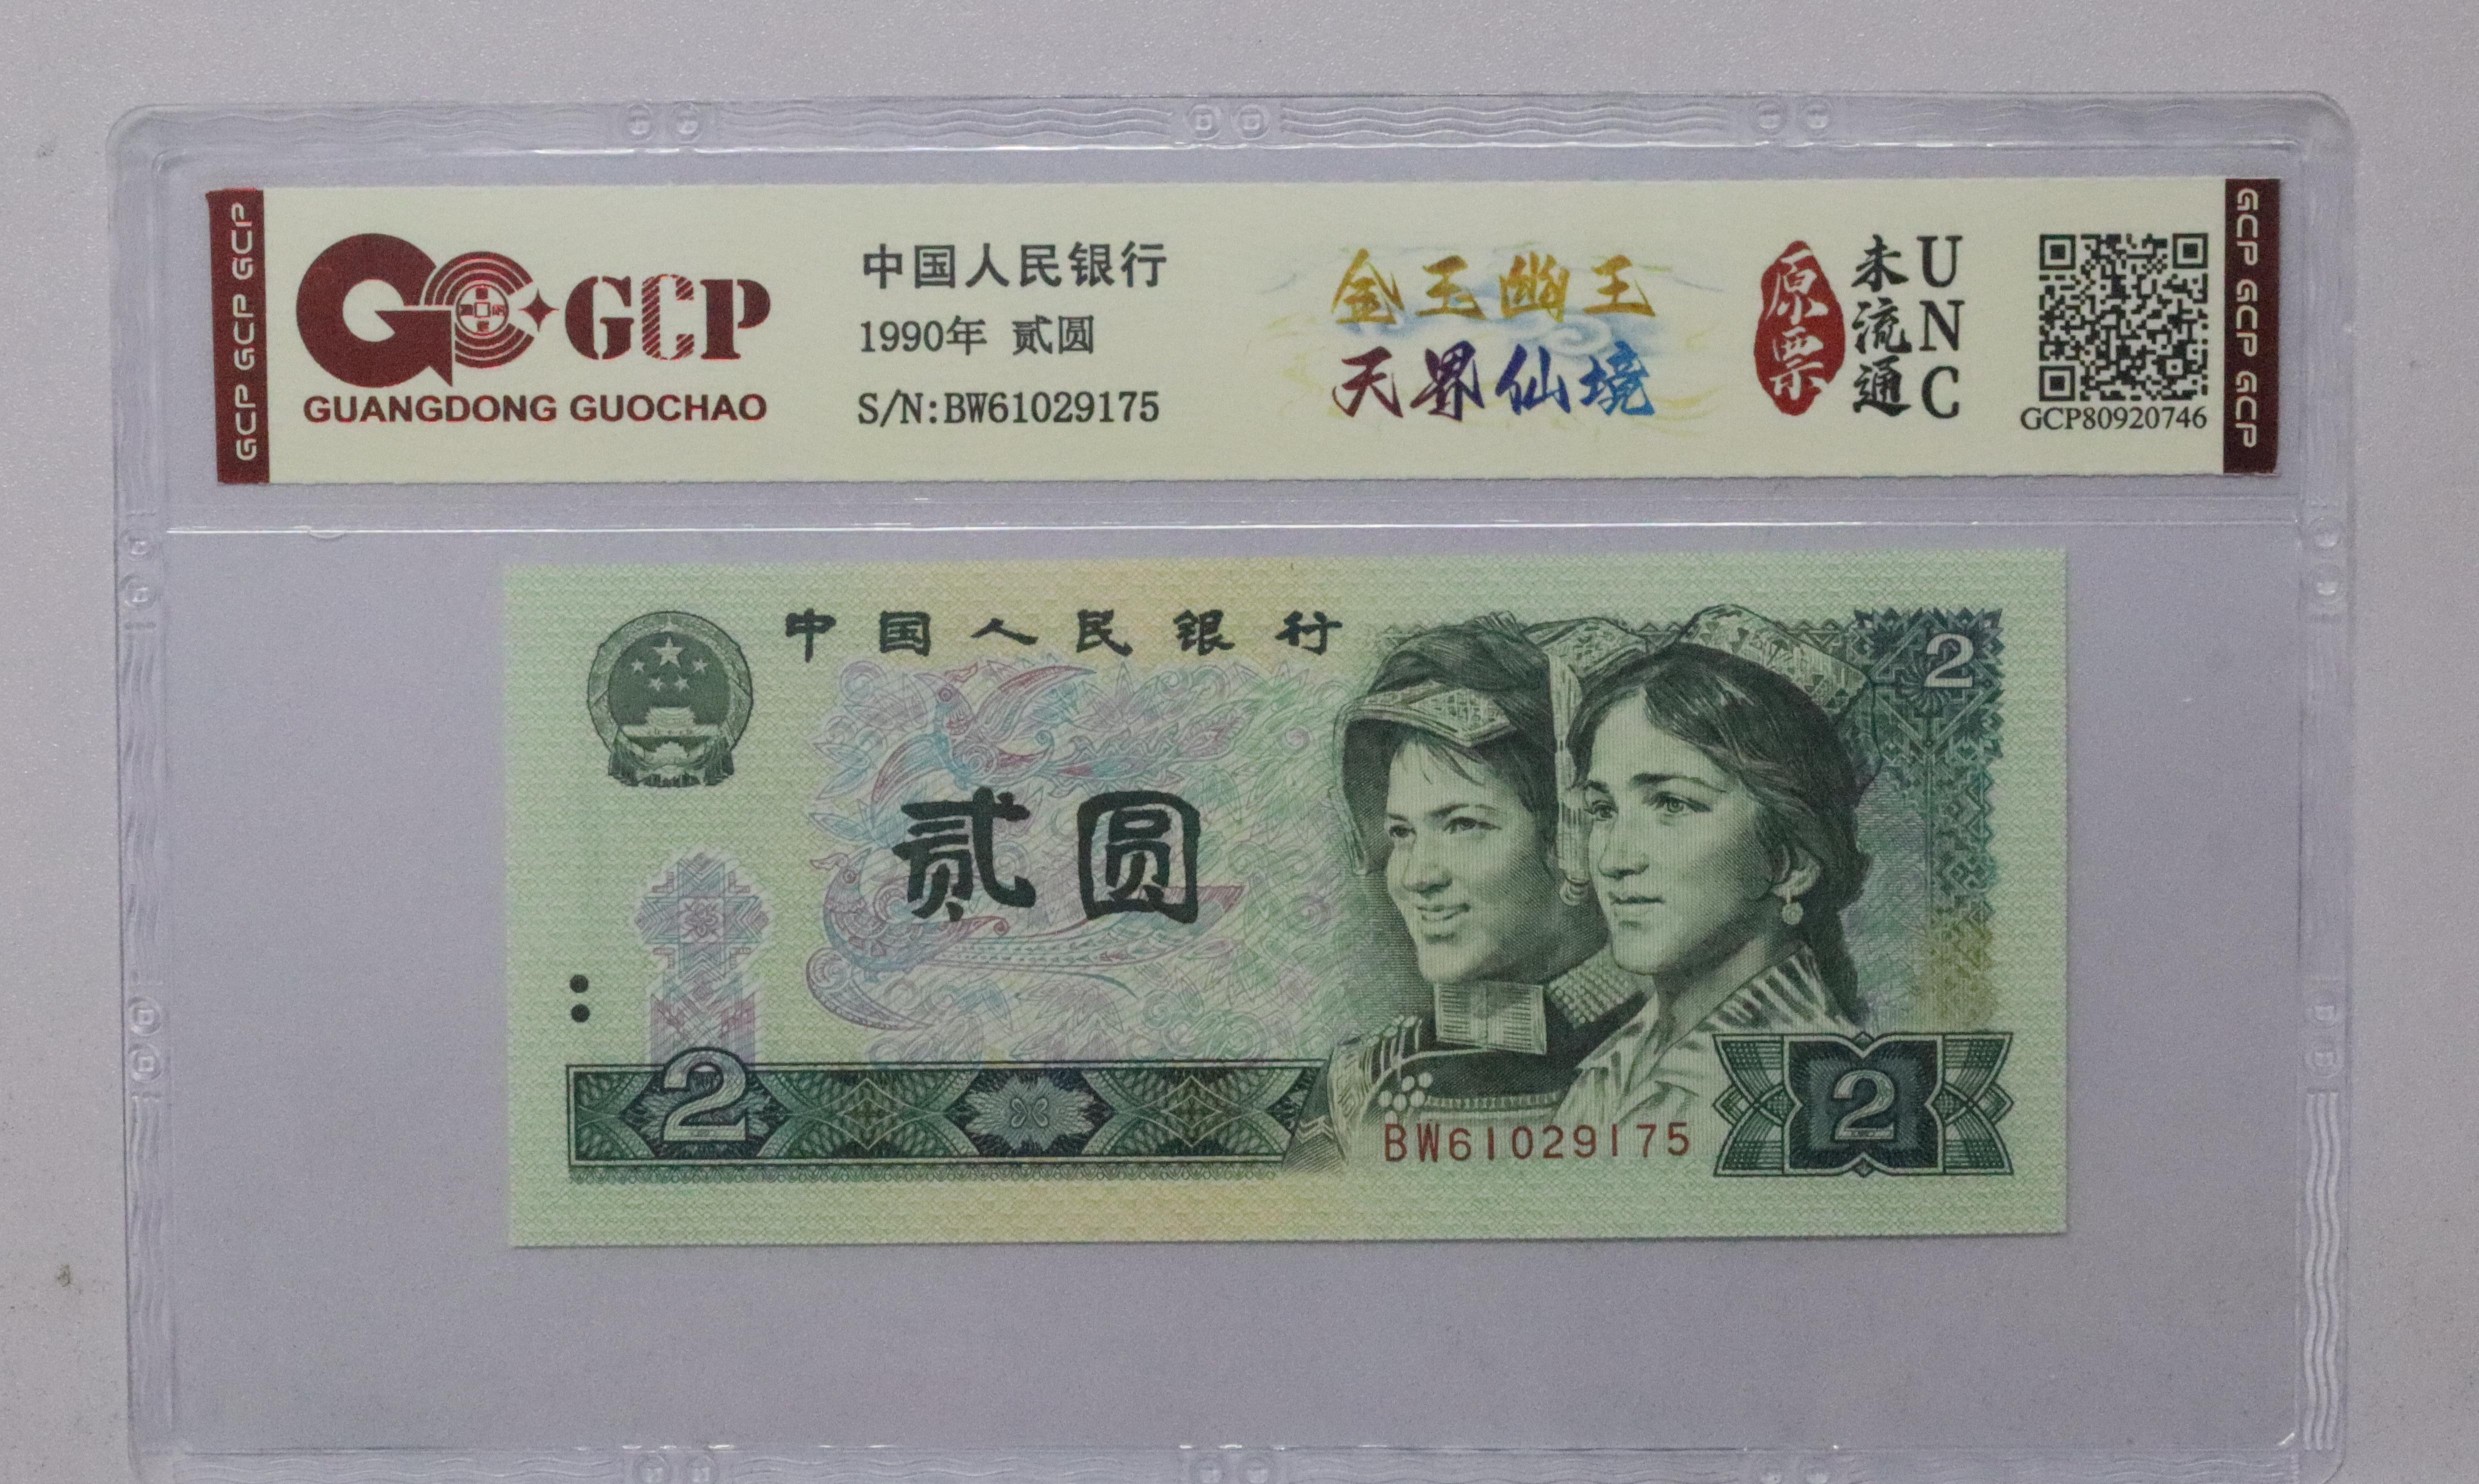 GCP GCP GCP
GCP
GUANGDONG GUOCHAO
中国人民银行
1990年 贰圆
S/N:BW61029175
金玉幽王
天界仙境
原票
未流通
UNC
GCP80920746
GCP GCP GCP
中国人民银行
2
贰圆
2
BW61029175
2